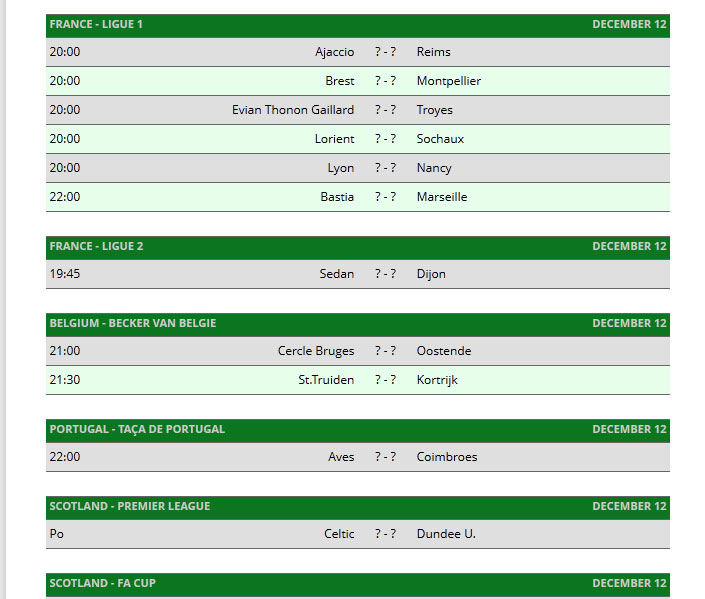 FRANCE - LIGUE 1 DECEMBER 12
20:00 Ajaccio ? - ? Reims
20:00 Brest ? - ? Montpellier
20:00 Evian Thonon Gaillard ? - ? Troyes
20:00 Lorient ? - ? Sochaux
20:00 Lyon ? - ? Nancy
22:00 Bastia ? - ? Marseille
FRANCE - LIGUE 2 DECEMBER 12
19:45 Sedan ? - ? Dijon
BELGIUM - BECKER VAN BELGIE DECEMBER 12
21:00 Cercle Bruges ? - ? Oostende
21:30 St.Truiden ? - ? Kortrijk
PORTUGAL - TAÇA DE PORTUGAL DECEMBER 12
22:00 Aves ? - ? Coimbroes
SCOTLAND - PREMIER LEAGUE DECEMBER 12
Po Celtic ? - ? Dundee U.
SCOTLAND - FA CUP DECEMBER 12